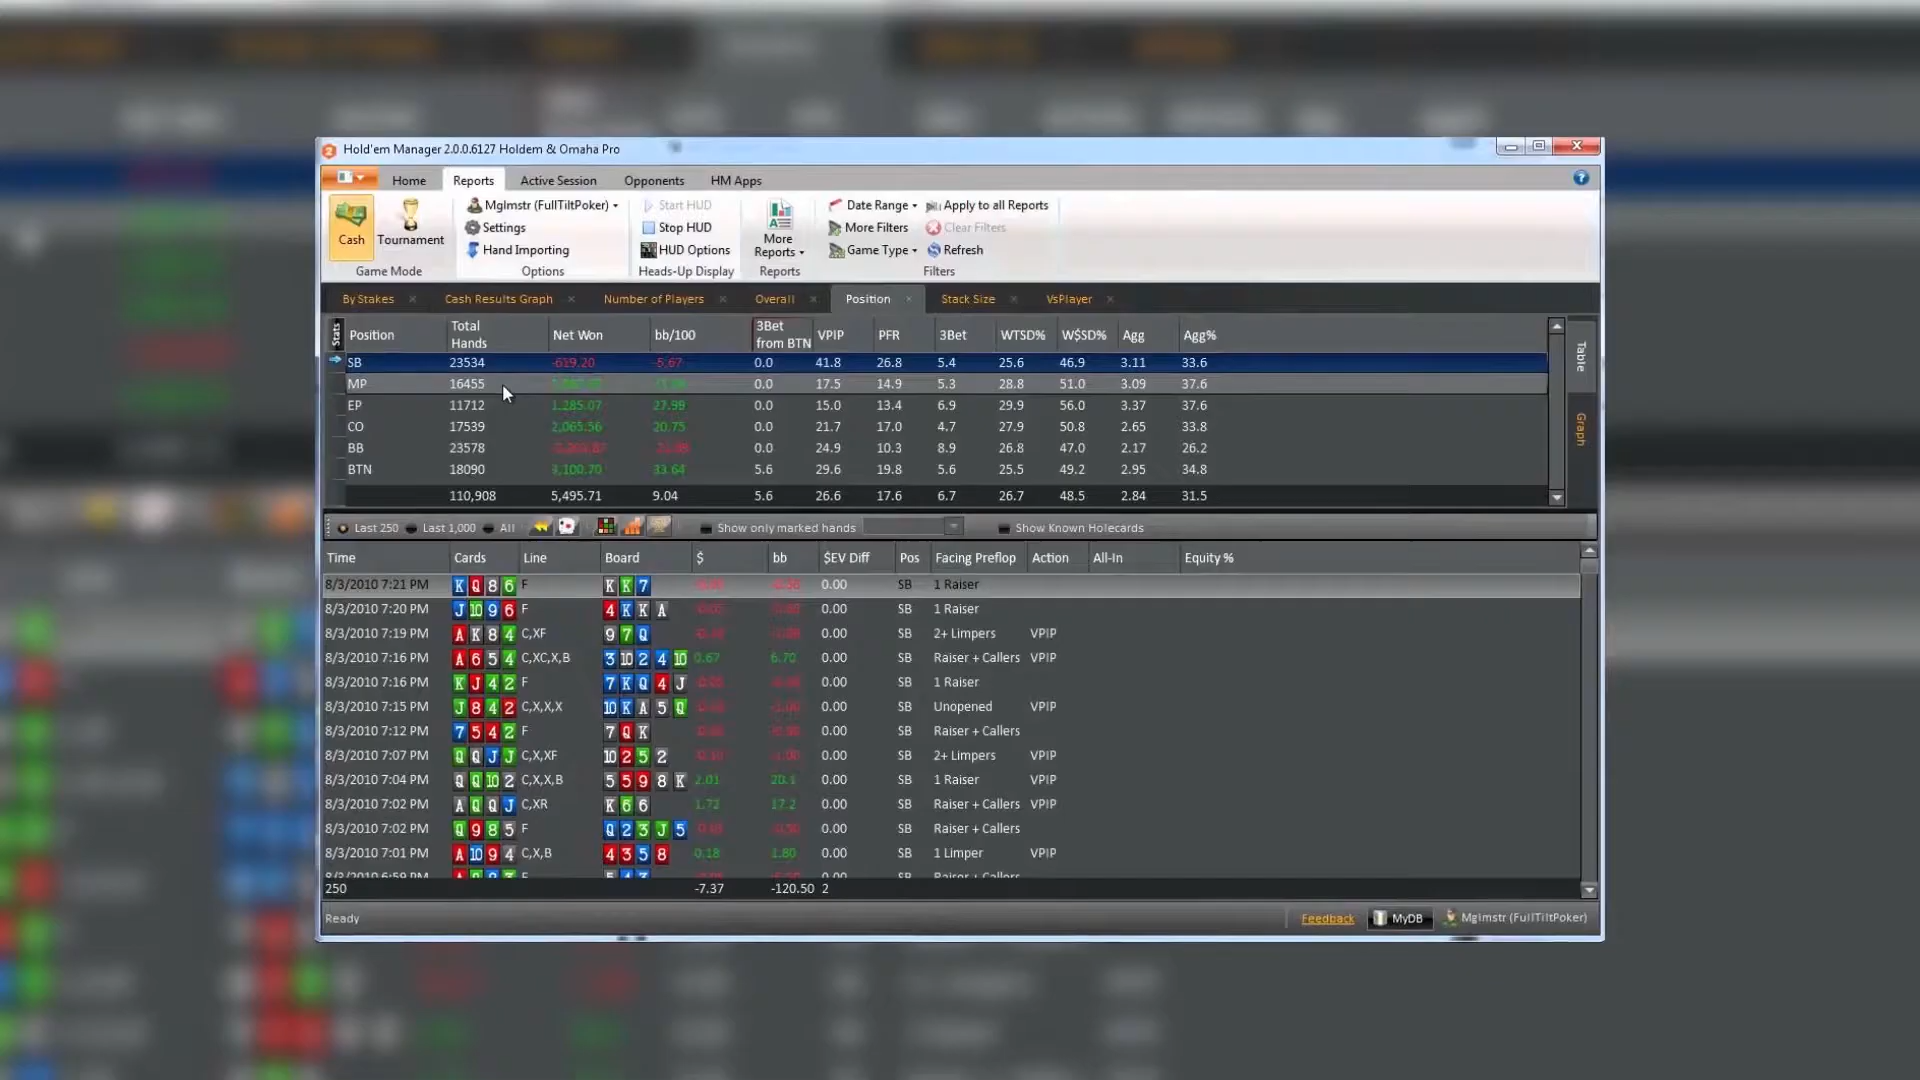 Hold'em Manager 2.0.0.6127 Holdem & Omaha Pro
Home Reports Active Session Opponents HM Apps
Cash Tournament
Game Mode
MgImstr (FullTiltPoker)
Settings
Hand Importing
Options
Start HUD
Stop HUD
HUD Options
Heads-Up Display
More Reports
Reports
Date Range Apply to all Reports
More Filters Clear Filters
Game Type Refresh
Filters
By Stakes Cash Results Graph Number of Players Overall Position Stack Size VsPlayer
Stats Position Total Hands Net Won bb/100 3Bet from BTN VPIP PFR 3Bet WTSD% W$SD% Agg Agg%
Table
Graph
SB 23534 -619.20 -5.67 0.0 41.8 26.8 5.4 25.6 46.9 3.11 33.6
MP 16455 0.0 17.5 14.9 5.3 28.8 51.0 3.09 37.6
EP 11712 1,285.07 27.99 0.0 15.0 13.4 6.9 29.9 56.0 3.37 37.6
CO 17539 2,065.56 20.75 0.0 21.7 17.0 4.7 27.9 50.8 2.65 33.8
BB 23578 0.0 24.9 10.3 8.9 26.8 47.0 2.17 26.2
BTN 18090 3,100.70 33.64 5.6 29.6 19.8 5.6 25.5 49.2 2.95 34.8
110,908 5,495.71 9.04 5.6 26.6 17.6 6.7 26.7 48.5 2.84 31.5
Last 250 Last 1,000 All Show only marked hands Show Known Holecards
Time Cards Line Board $ bb $EV Diff Pos Facing Preflop Action All-In Equity %
8/3/2010 7:21 PM K Q 8 6 F K K 7 0.00 SB 1 Raiser
8/3/2010 7:20 PM J 10 9 6 F 4 K K A 0.00 SB 1 Raiser
8/3/2010 7:19 PM A K 8 4 C,XF 9 7 Q 0.00 SB 2+ Limpers VPIP
8/3/2010 7:16 PM A 6 5 4 C,XC,X,B 3 10 2 4 10 0.67 6.70 0.00 SB Raiser + Callers VPIP
8/3/2010 7:16 PM K J 4 2 F 7 K Q 4 J 0.00 SB 1 Raiser
8/3/2010 7:15 PM J 8 4 2 C,X,X,X 10 K A 5 Q 0.00 SB Unopened VPIP
8/3/2010 7:12 PM 7 5 4 2 F 7 Q K 0.00 SB Raiser + Callers
8/3/2010 7:07 PM Q Q J J C,X,XF 10 2 5 2 0.00 SB 2+ Limpers VPIP
8/3/2010 7:04 PM Q Q 10 2 C,X,X,B 5 5 9 8 K 2.01 20.1 0.00 SB 1 Raiser VPIP
8/3/2010 7:02 PM A Q Q J C,XR K 6 6 1.72 17.2 0.00 SB Raiser + Callers VPIP
8/3/2010 7:02 PM Q 9 8 5 F Q 2 3 J 5 0.00 SB Raiser + Callers
8/3/2010 7:01 PM A 10 9 4 C,X,B 4 3 5 8 0.18 1.80 0.00 SB 1 Limper VPIP
8/3/2010 6:59 PM
250 -7.37 -120.50 2
Ready Feedback MyDB MgImstr (FullTiltPoker)